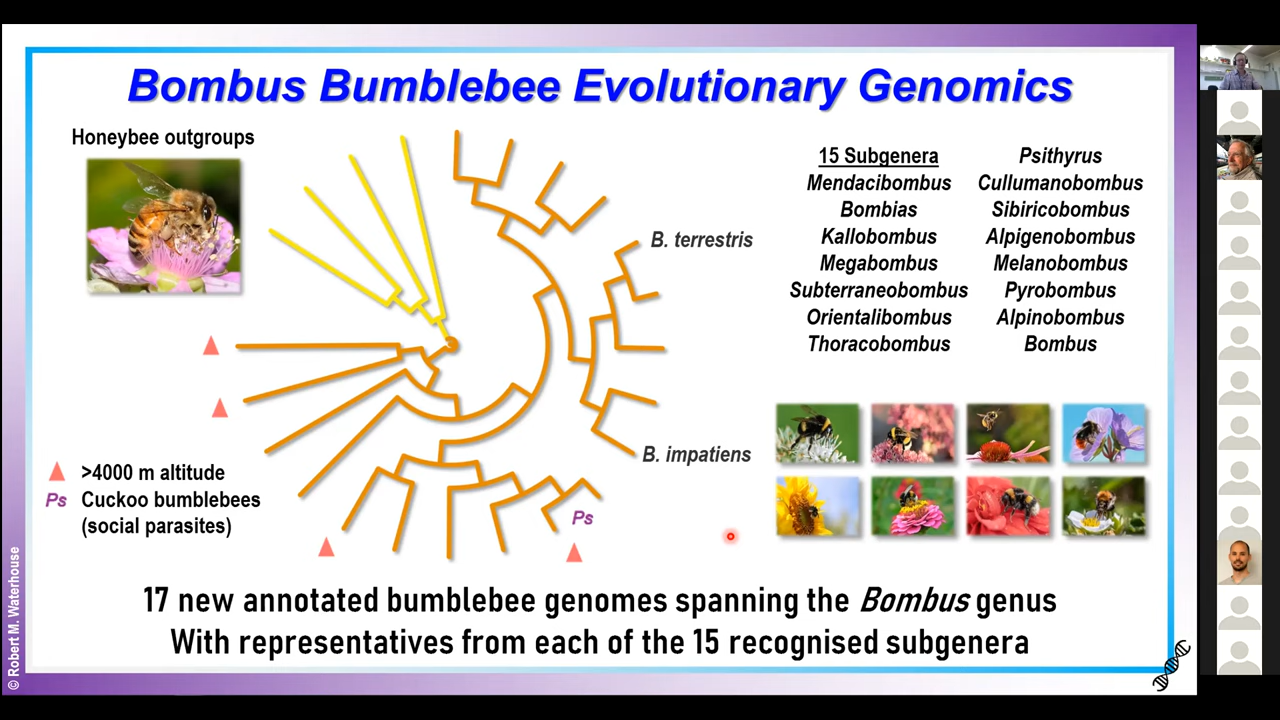 Bombus Bumblebee Evolutionary Genomics
Honeybee outgroups
B. terrestris
B. impatiens
15 Subgenera
Mendacibombus
Bombias
Kallobombus
Megabombus
Subterraneobombus
Orientalibombus
Thoracobombus
Psithyrus
Cullumanobombus
Sibiricobombus
Alpigenobombus
Melanobombus
Pyrobombus
Alpinobombus
Bombus
>4000 m altitude
Ps Cuckoo bumblebees
(social parasites)
Ps
17 new annotated bumblebee genomes spanning the Bombus genus
With representatives from each of the 15 recognised subgenera
© Robert M. Waterhouse